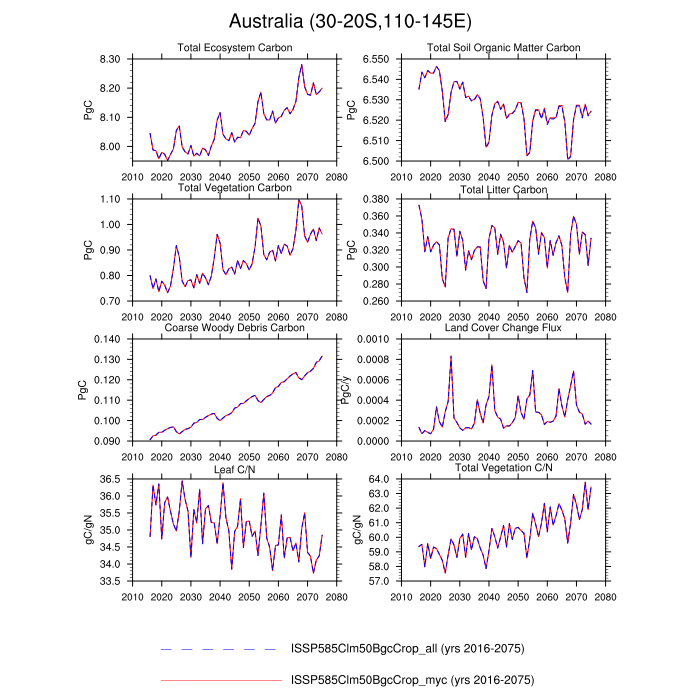 Australia (30-20S,110-145E)
Total Ecosystem Carbon
Total Soil Organic Matter Carbon
8.30
8.20
8.10
8.00
PgC
2010 2020 2030 2040 2050 2060 2070 2080
6.550
6.540
6.530
6.520
6.510
6.500
PgC
2010 2020 2030 2040 2050 2060 2070 2080
Total Vegetation Carbon
Total Litter Carbon
1.10
1.00
0.90
0.80
0.70
PgC
2010 2020 2030 2040 2050 2060 2070 2080
0.380
0.360
0.340
0.320
0.300
0.280
0.260
PgC
2010 2020 2030 2040 2050 2060 2070 2080
Coarse Woody Debris Carbon
Land Cover Change Flux
0.140
0.130
0.120
0.110
0.100
0.090
PgC
2010 2020 2030 2040 2050 2060 2070 2080
0.0010
0.0008
0.0006
0.0004
0.0002
0.0000
PgC/y
2010 2020 2030 2040 2050 2060 2070 2080
Leaf C/N
Total Vegetation C/N
36.5
36.0
35.5
35.0
34.5
34.0
33.5
gC/gN
2010 2020 2030 2040 2050 2060 2070 2080
64.0
63.0
62.0
61.0
60.0
59.0
58.0
57.0
gC/gN
2010 2020 2030 2040 2050 2060 2070 2080
ISSP585Clm50BgcCrop_all (yrs 2016-2075)
ISSP585Clm50BgcCrop_myc (yrs 2016-2075)